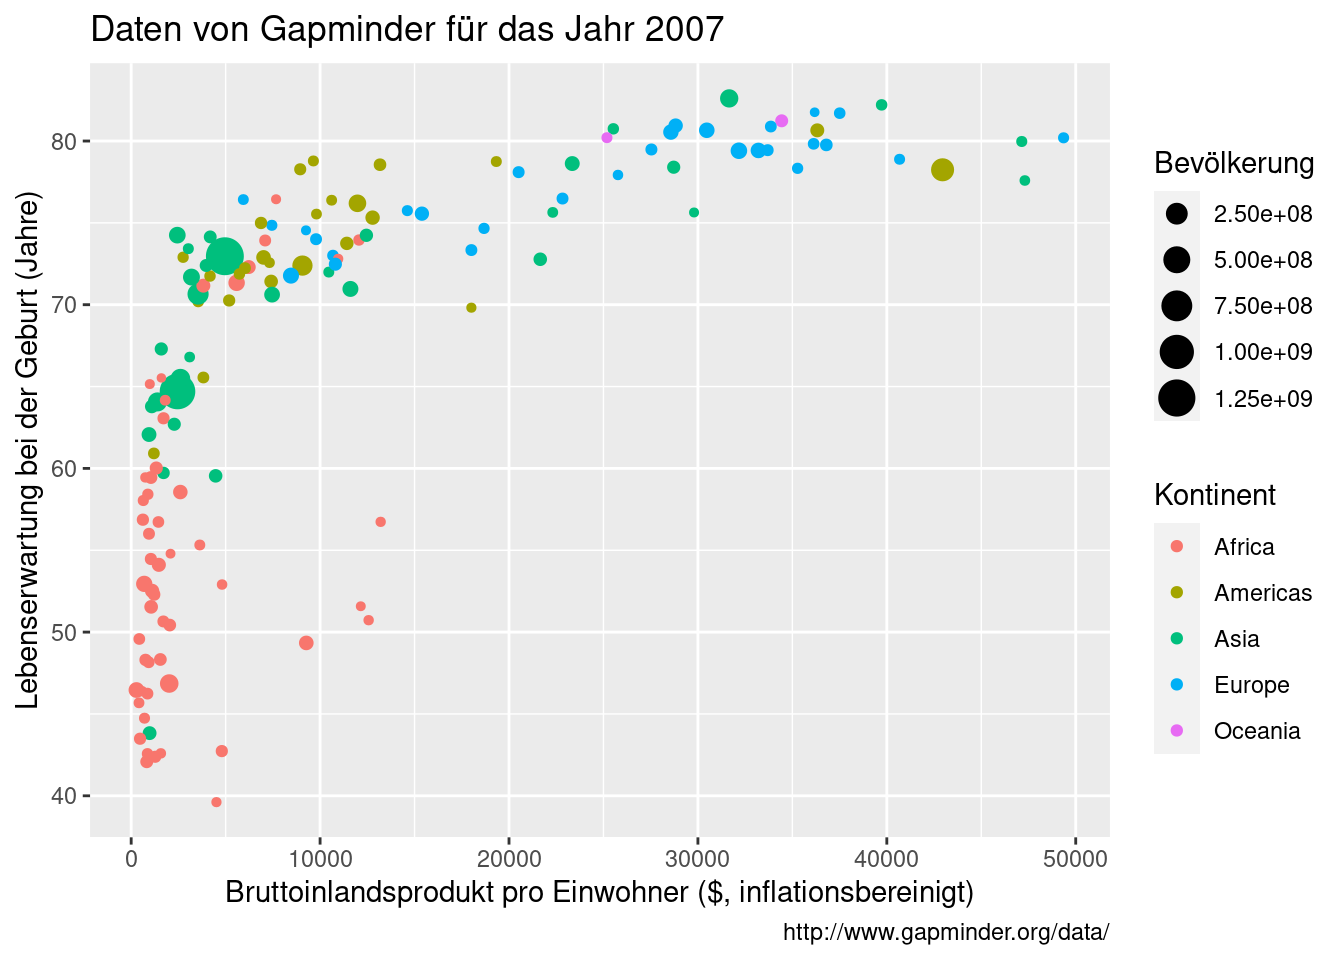 Daten von Gapminder für das Jahr 2007
Lebenserwartung bei der Geburt (Jahre)
80
70
60
50
40
0 10000 20000 30000 40000 50000
Bruttoinlandsprodukt pro Einwohner ($, inflationsbereinigt)
http://www.gapminder.org/data/
Bevölkerung
2.50e+08
5.00e+08
7.50e+08
1.00e+09
1.25e+09
Kontinent
Africa
Americas
Asia
Europe
Oceania